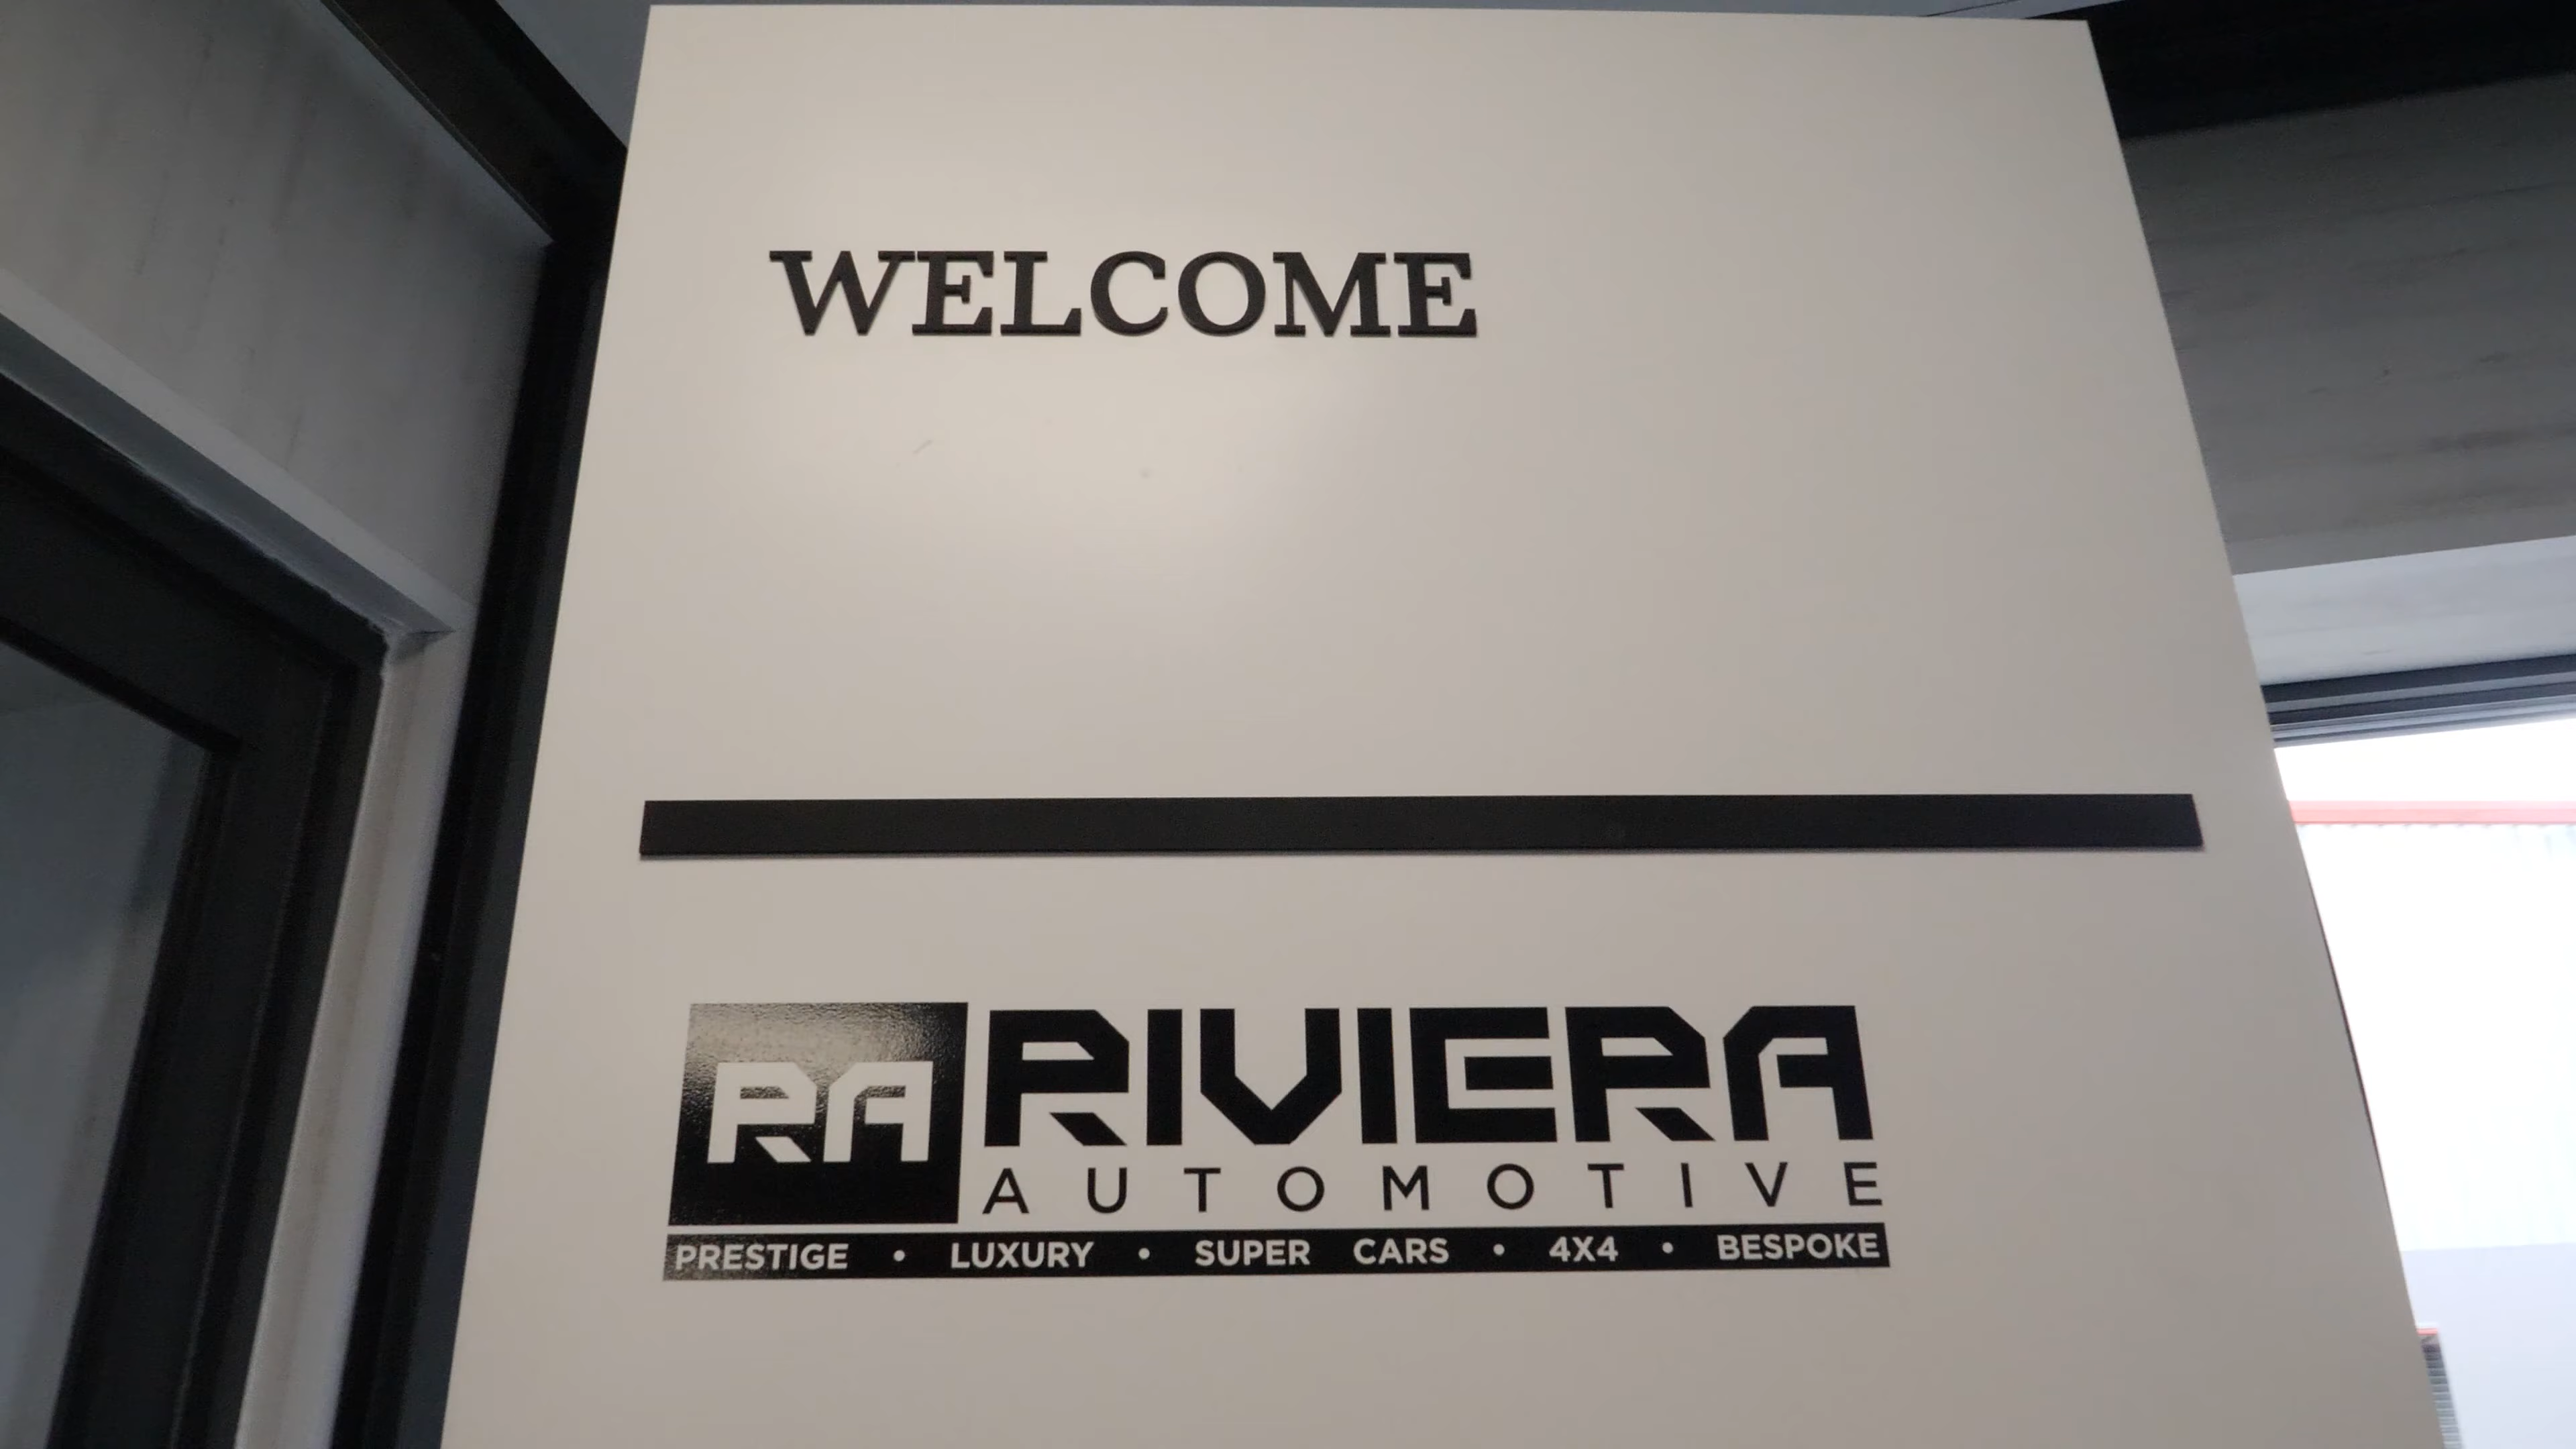 WELCOME
RA RIVIERA
AUTOMOTIVE
PRESTIGE • LUXURY • SUPER CARS • 4X4 • BESPOKE